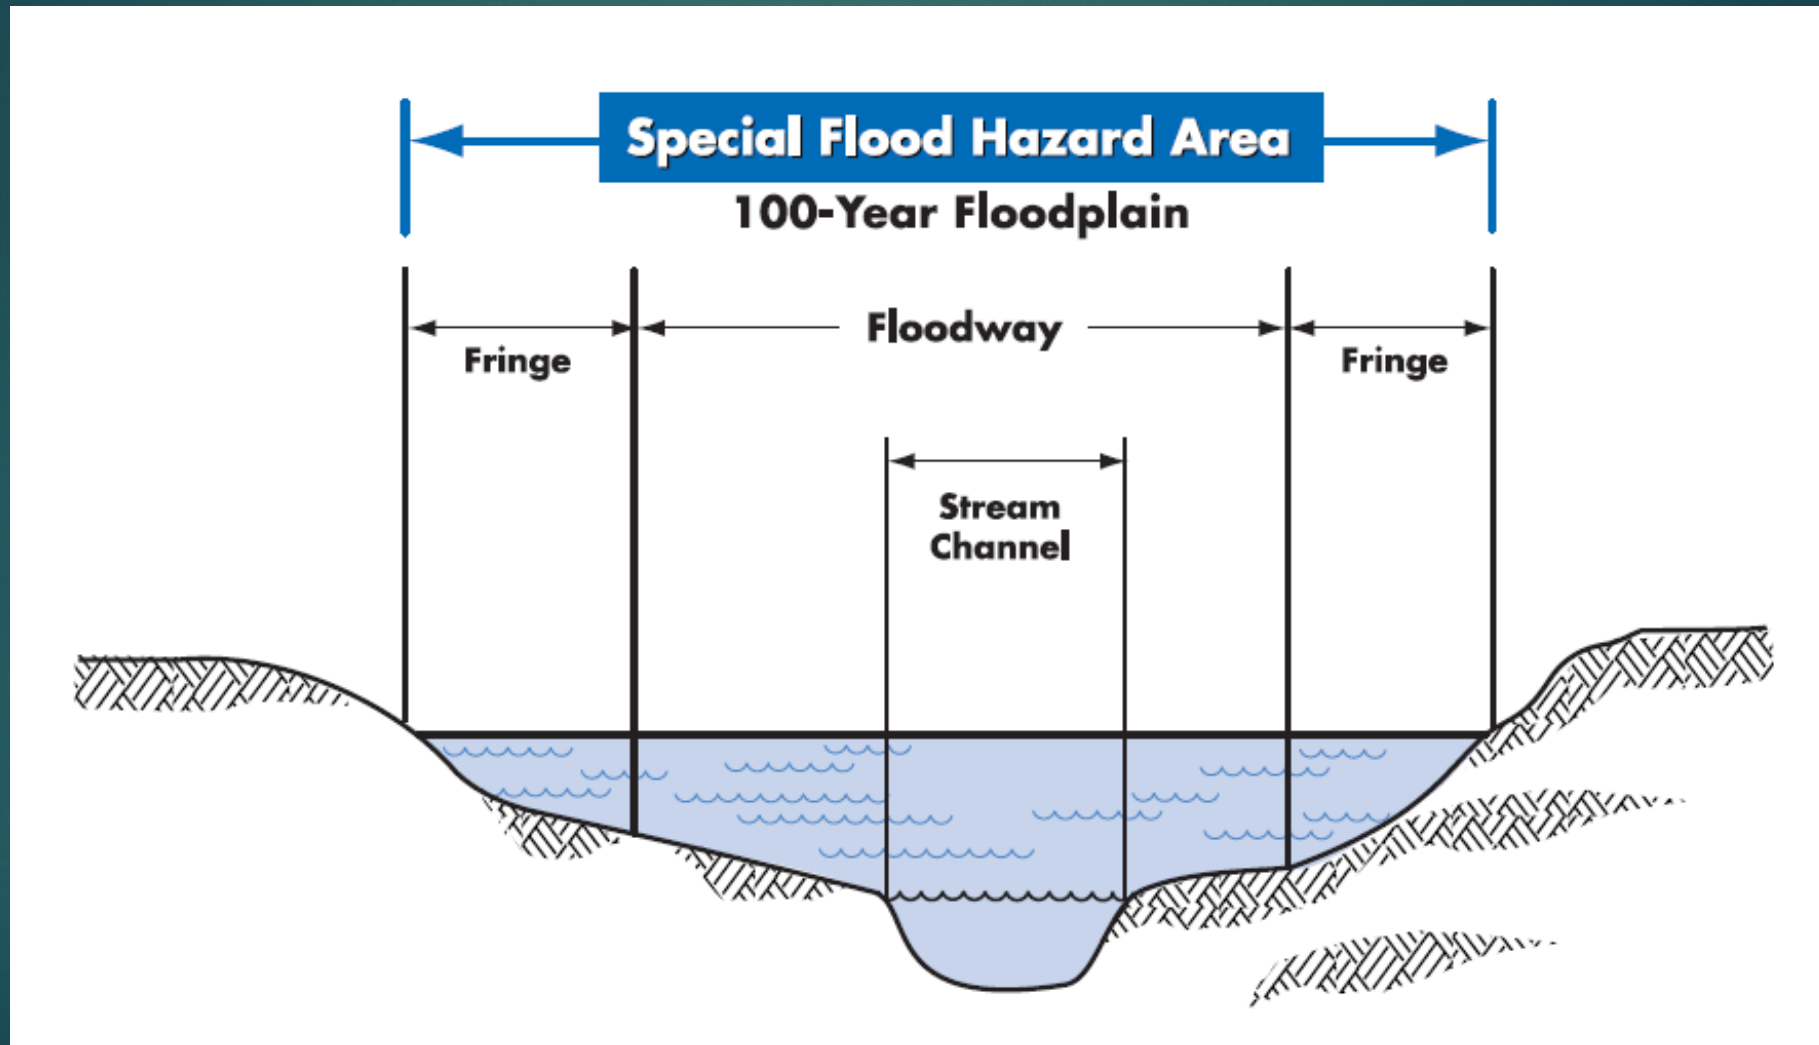 Special Flood Hazard Area
100-Year Floodplain
Floodway
Fringe
Fringe
Stream
Channel